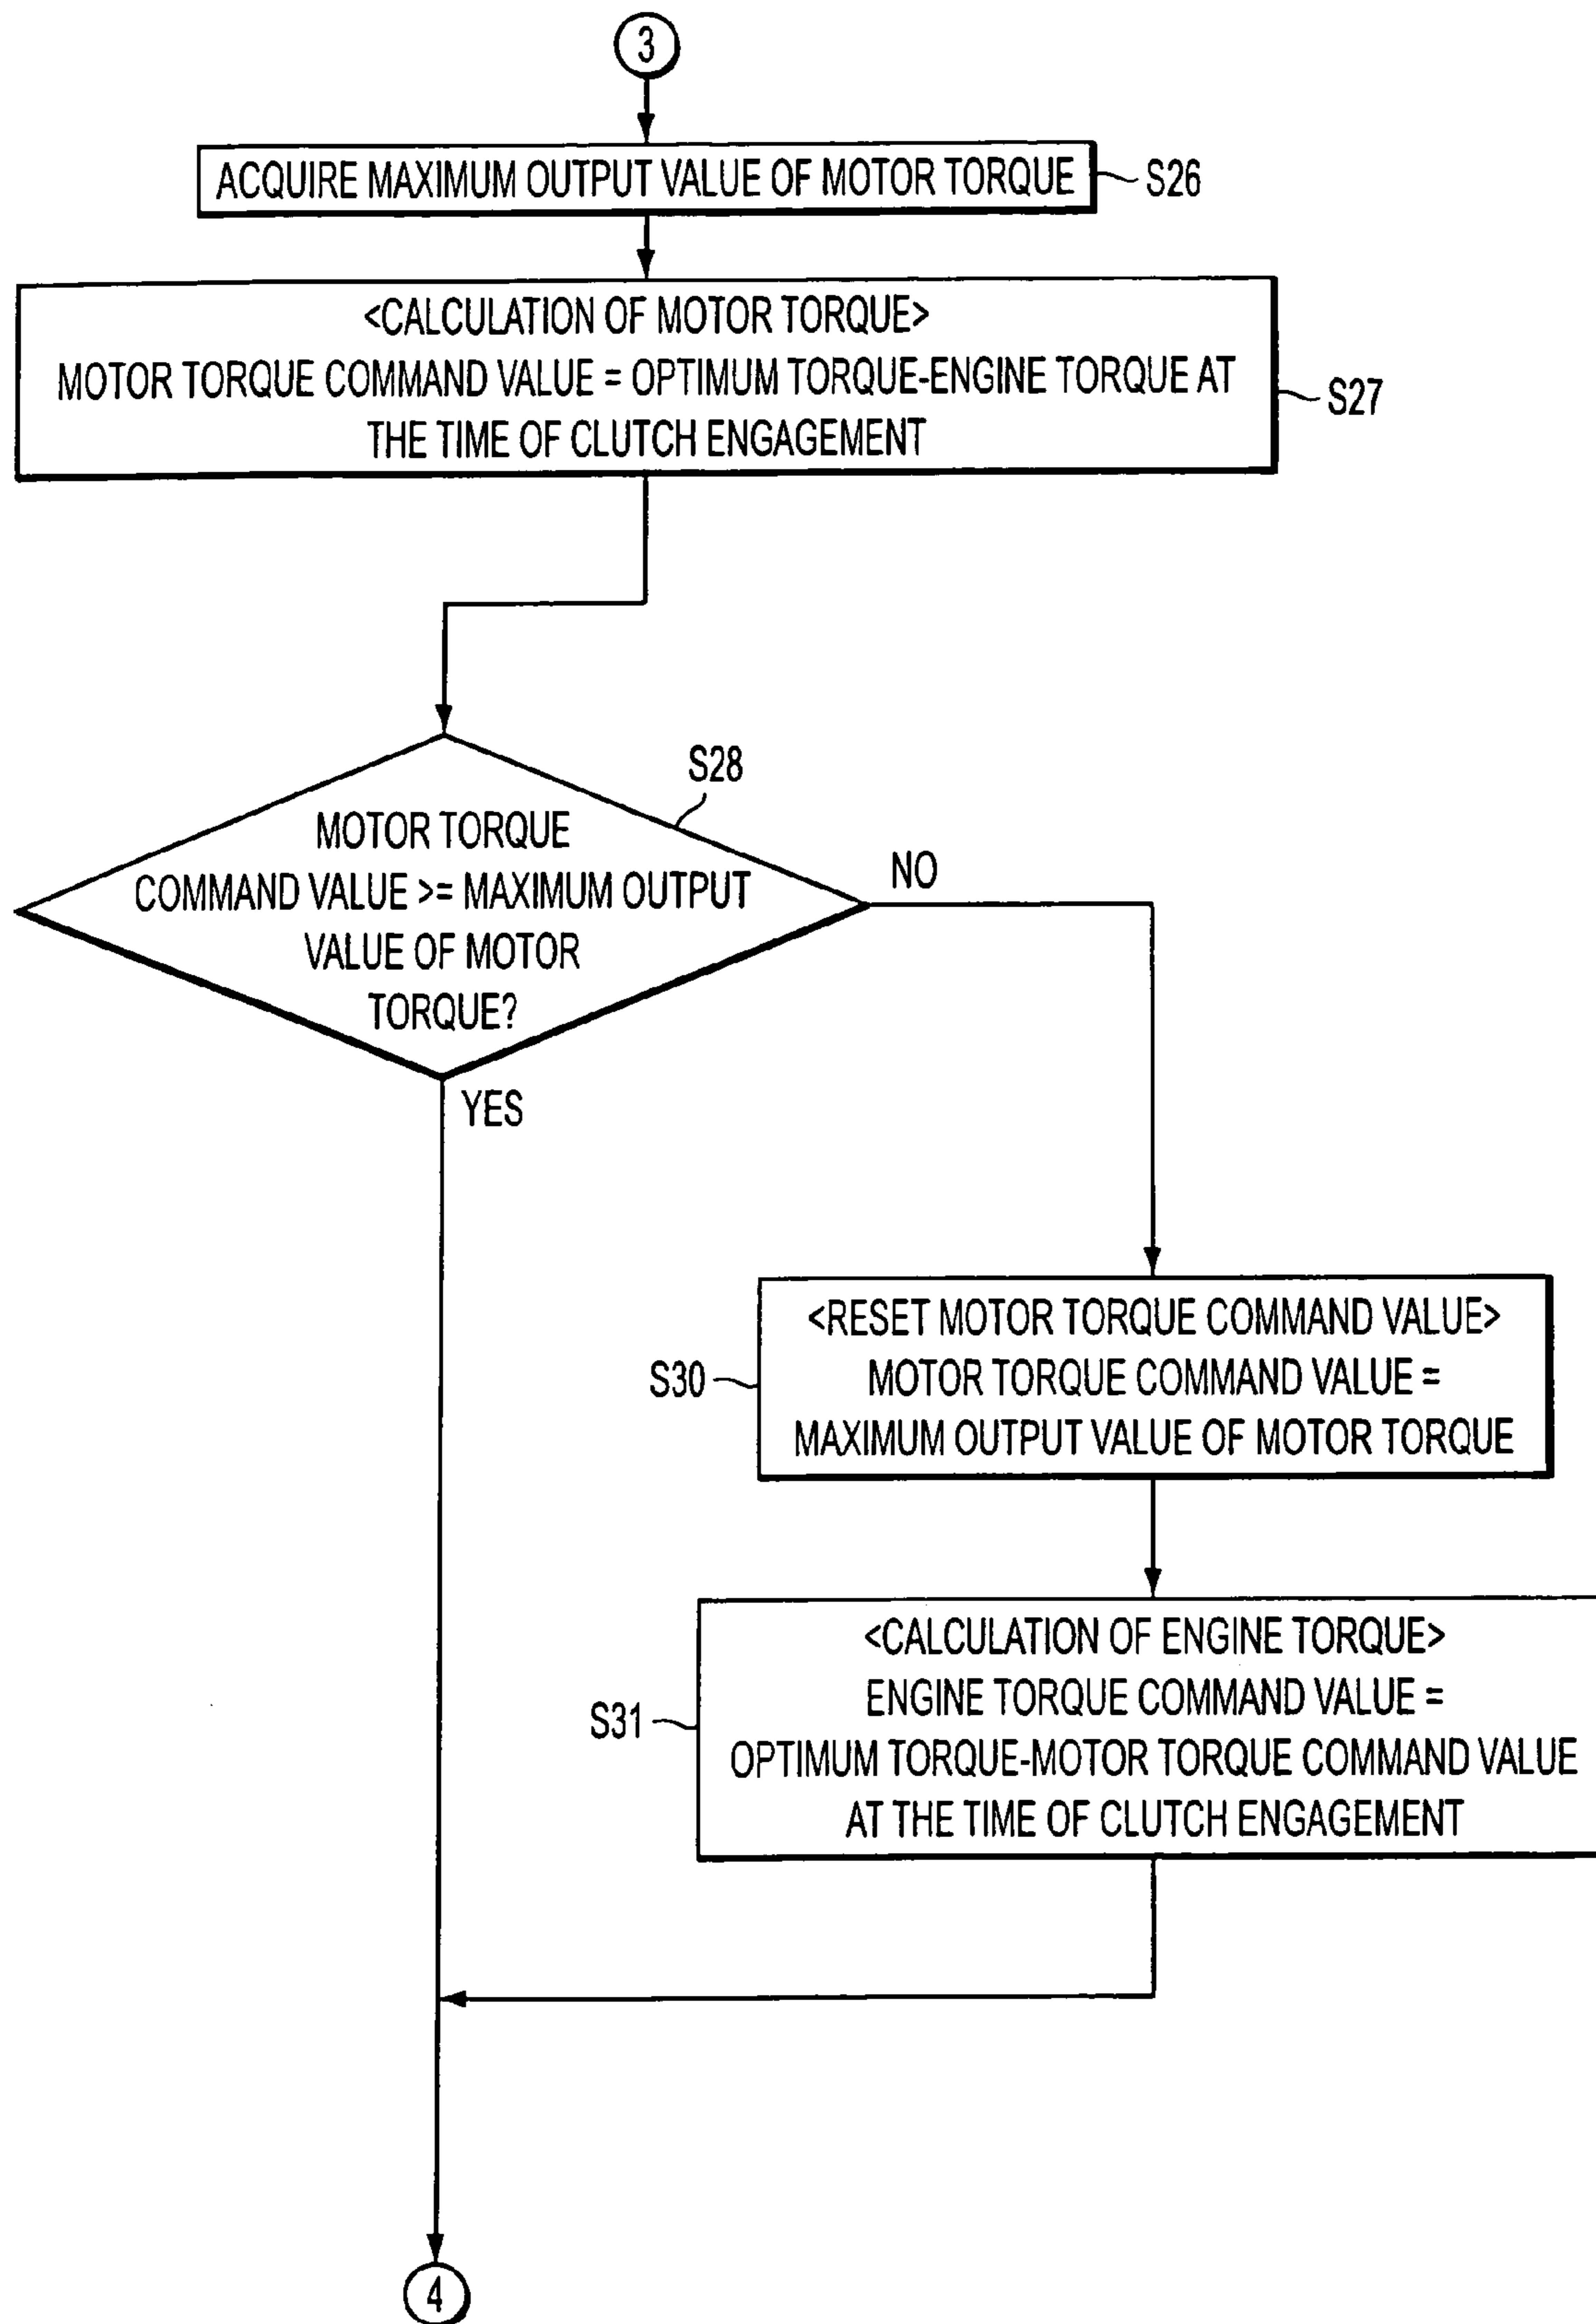 3
ACQUIRE MAXIMUM OUTPUT VALUE OF MOTOR TORQUE
S26
<CALCULATION OF MOTOR TORQUE>
MOTOR TORQUE COMMAND VALUE = OPTIMUM TORQUE-ENGINE TORQUE AT
THE TIME OF CLUTCH ENGAGEMENT
S27
S28
MOTOR TORQUE
COMMAND VALUE >= MAXIMUM OUTPUT
VALUE OF MOTOR
TORQUE?
NO
YES
<RESET MOTOR TORQUE COMMAND VALUE>
MOTOR TORQUE COMMAND VALUE =
MAXIMUM OUTPUT VALUE OF MOTOR TORQUE
S30
<CALCULATION OF ENGINE TORQUE>
ENGINE TORQUE COMMAND VALUE =
OPTIMUM TORQUE-MOTOR TORQUE COMMAND VALUE
AT THE TIME OF CLUTCH ENGAGEMENT
S31
4